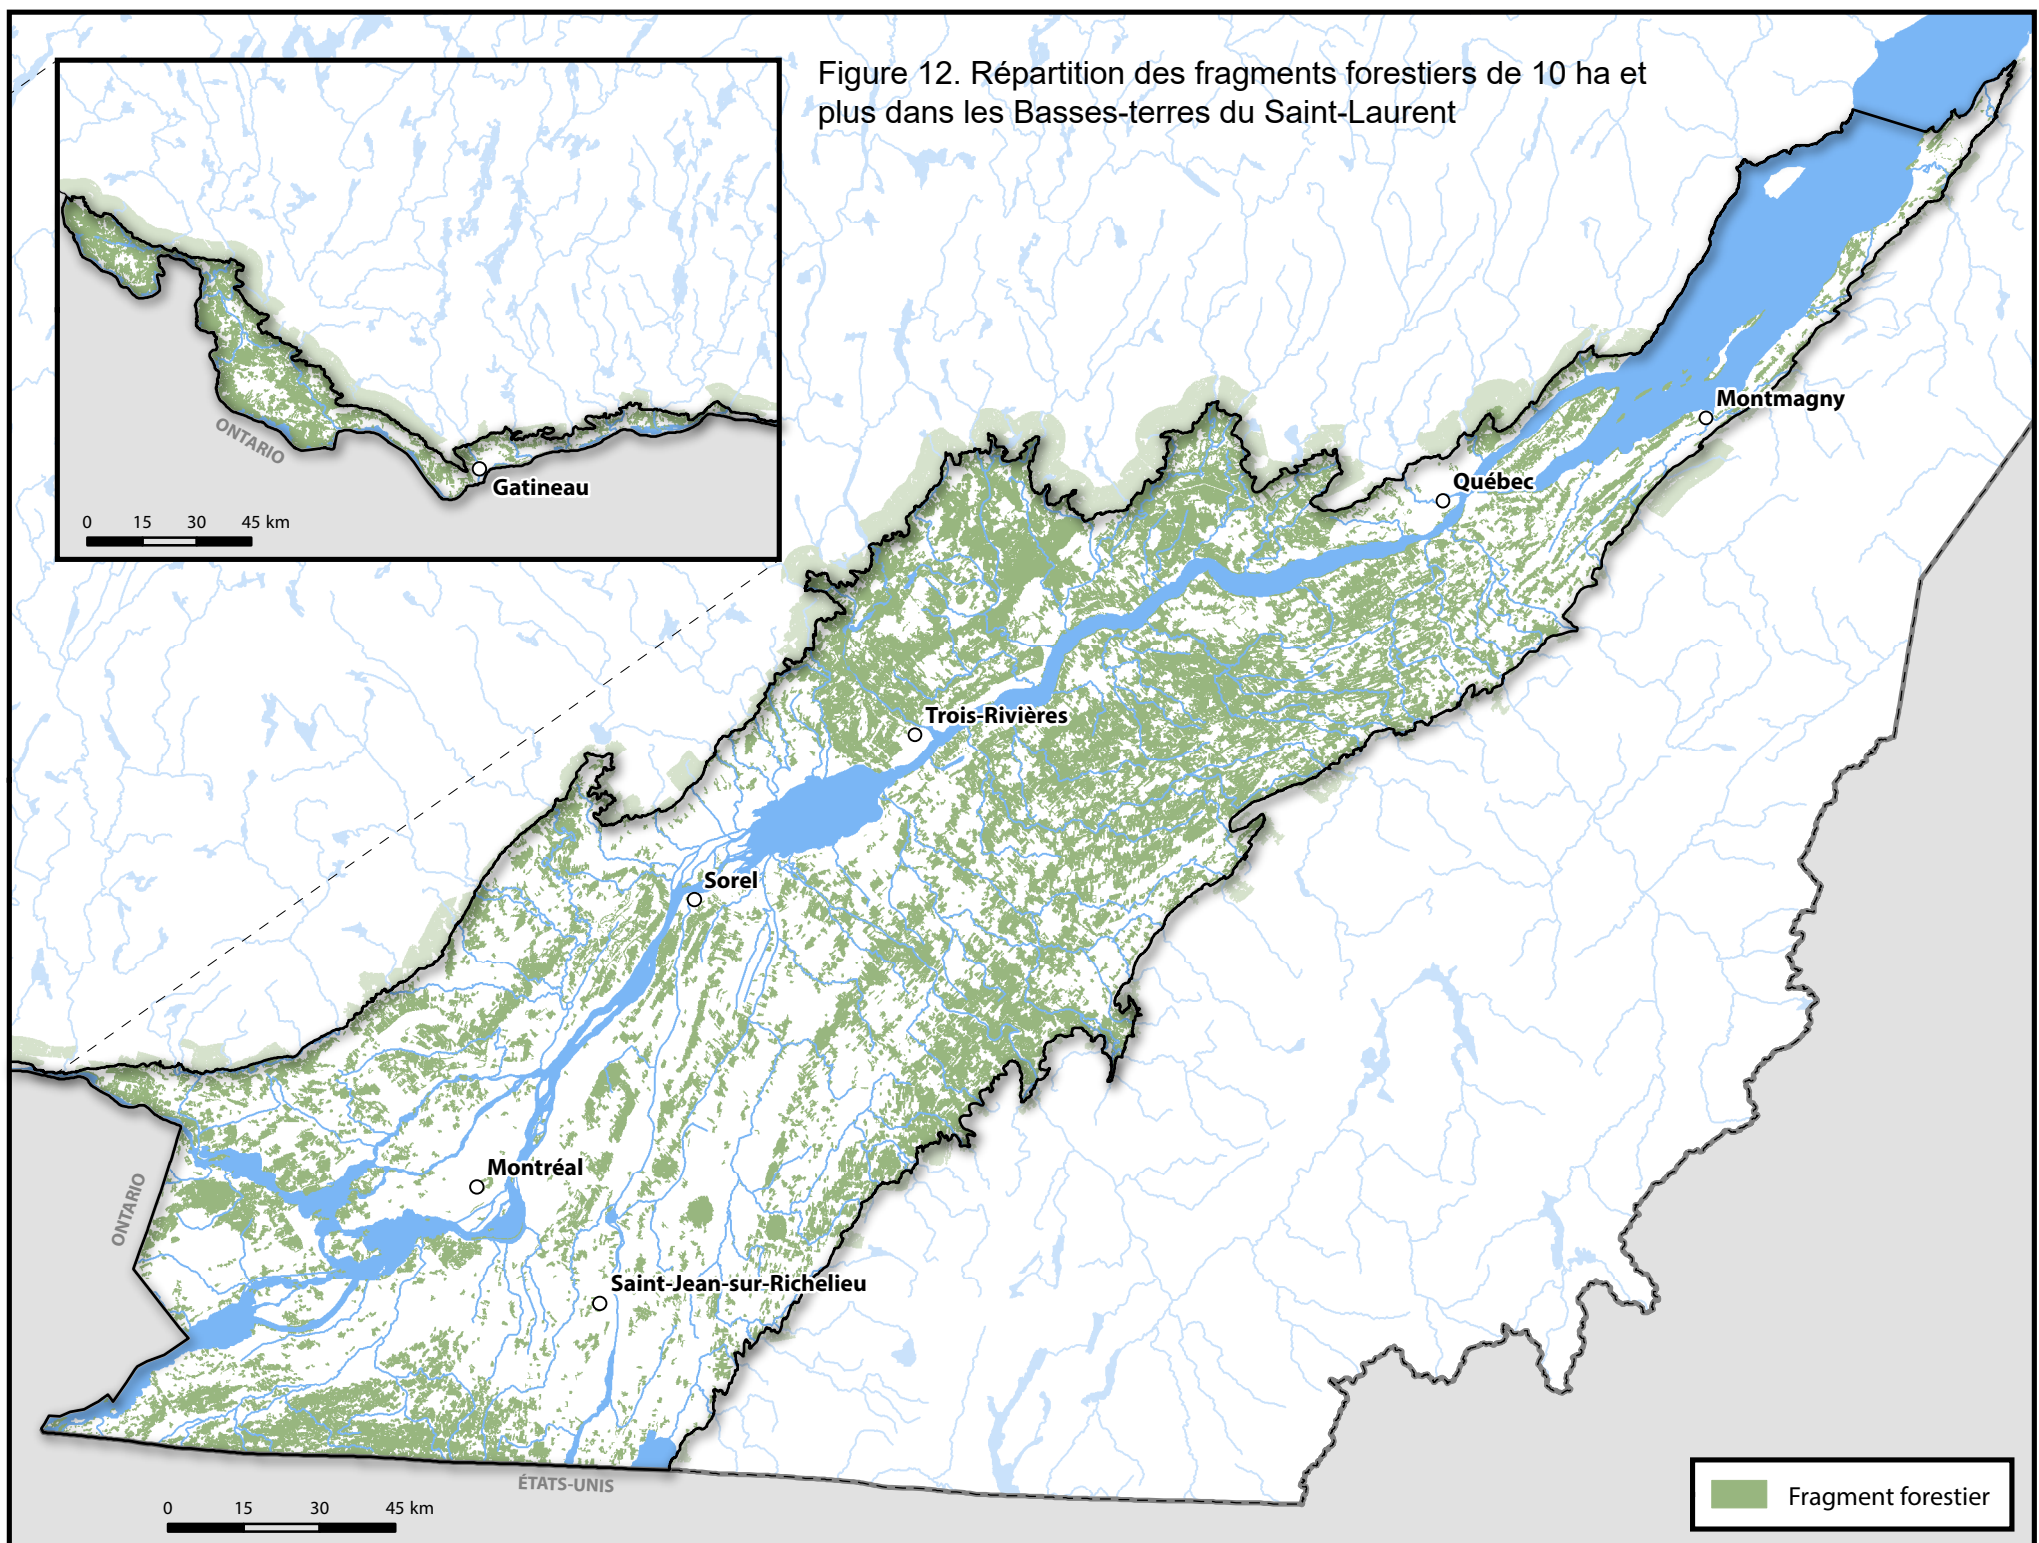 Figure 12. Répartition des fragments forestiers de 10 ha et
plus dans les Basses-terres du Saint-Laurent
ONTARIO
Gatineau
0 15 30 45 km
Montmagny
Québec
Trois-Rivières
Sorel
Montréal
ONTARIO
Saint-Jean-sur-Richelieu
ÉTATS-UNIS
0 15 30 45 km
Fragment forestier